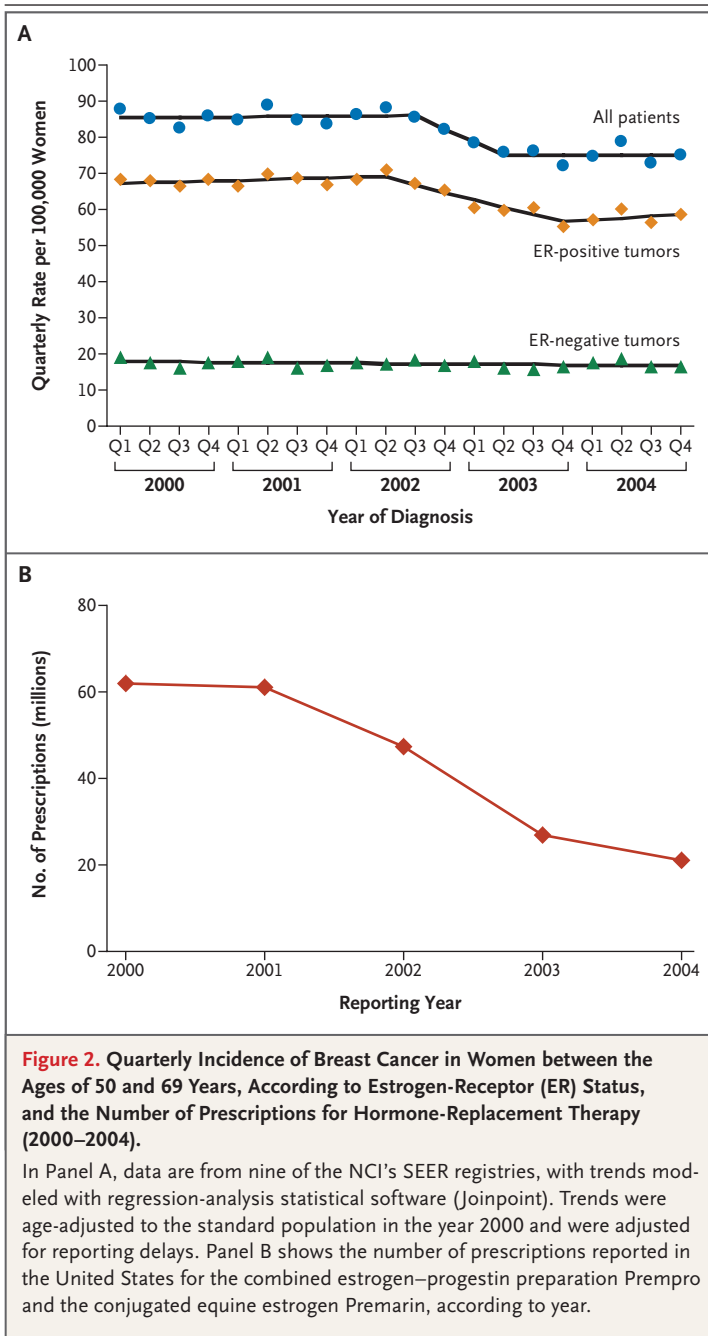 A
100
90
80
70
60
50
40
30
20
10
0
Quarterly Rate per 100,000 Women
All patients
ER-positive tumors
ER-negative tumors
Q1 Q2 Q3 Q4 Q1 Q2 Q3 Q4 Q1 Q2 Q3 Q4 Q1 Q2 Q3 Q4 Q1 Q2 Q3 Q4
2000 2001 2002 2003 2004
Year of Diagnosis
B
80
60
40
20
0
No. of Prescriptions (millions)
2000 2001 2002 2003 2004
Reporting Year
Figure 2. Quarterly Incidence of Breast Cancer in Women between the
Ages of 50 and 69 Years, According to Estrogen-Receptor (ER) Status,
and the Number of Prescriptions for Hormone-Replacement Therapy
(2000–2004).
In Panel A, data are from nine of the NCI's SEER registries, with trends mod-
eled with regression-analysis statistical software (Joinpoint). Trends were
age-adjusted to the standard population in the year 2000 and were adjusted
for reporting delays. Panel B shows the number of prescriptions reported in
the United States for the combined estrogen–progestin preparation Prempro
and the conjugated equine estrogen Premarin, according to year.